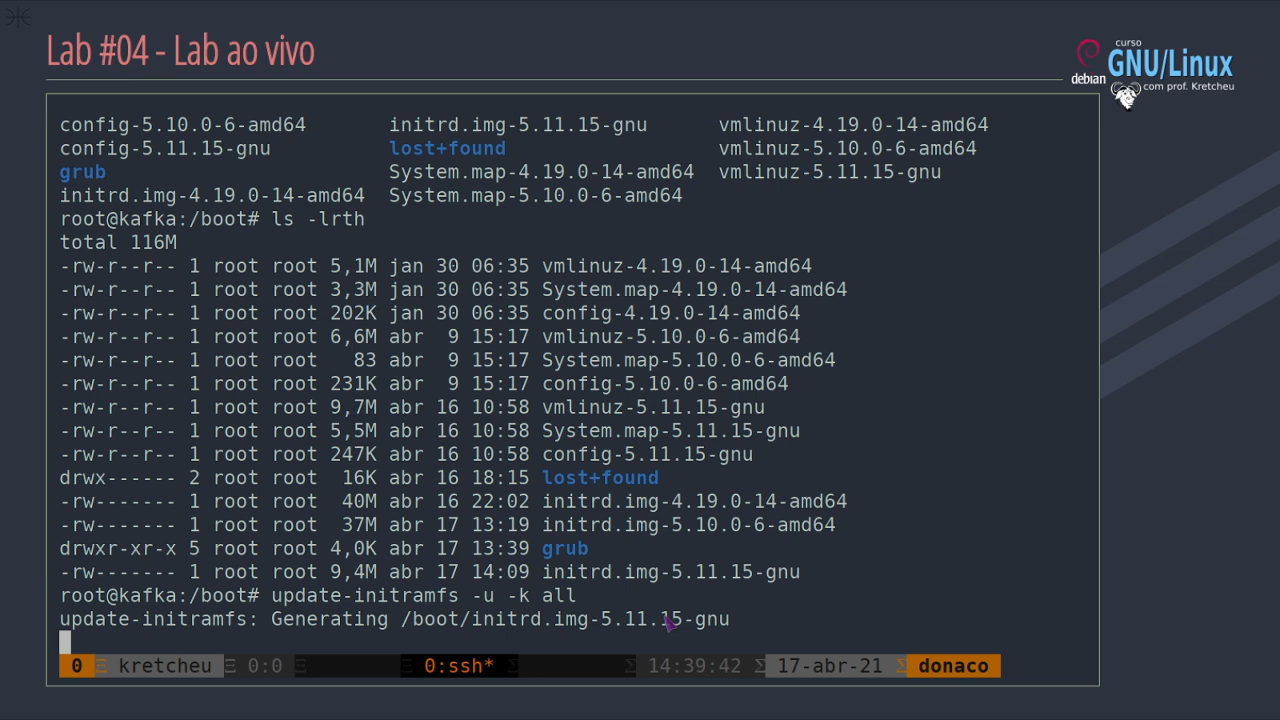 Lab #04 - Lab ao vivo
curso
GNU/Linux
debian
com prof. Kretcheu
config-5.10.0-6-amd64 initrd.img-5.11.15-gnu vmlinuz-4.19.0-14-amd64
config-5.11.15-gnu lost+found vmlinuz-5.10.0-6-amd64
grub System.map-4.19.0-14-amd64 vmlinuz-5.11.15-gnu
initrd.img-4.19.0-14-amd64 System.map-5.10.0-6-amd64
root@kafka:/boot# ls -lrth
total 116M
-rw-r--r-- 1 root root 5,1M jan 30 06:35 vmlinuz-4.19.0-14-amd64
-rw-r--r-- 1 root root 3,3M jan 30 06:35 System.map-4.19.0-14-amd64
-rw-r--r-- 1 root root 202K jan 30 06:35 config-4.19.0-14-amd64
-rw-r--r-- 1 root root 6,6M abr  9 15:17 vmlinuz-5.10.0-6-amd64
-rw-r--r-- 1 root root   83 abr  9 15:17 System.map-5.10.0-6-amd64
-rw-r--r-- 1 root root 231K abr  9 15:17 config-5.10.0-6-amd64
-rw-r--r-- 1 root root 9,7M abr 16 10:58 vmlinuz-5.11.15-gnu
-rw-r--r-- 1 root root 5,5M abr 16 10:58 System.map-5.11.15-gnu
-rw-r--r-- 1 root root 247K abr 16 10:58 config-5.11.15-gnu
drwx------ 2 root root  16K abr 16 18:15 lost+found
-rw------- 1 root root  40M abr 16 22:02 initrd.img-4.19.0-14-amd64
-rw------- 1 root root  37M abr 17 13:19 initrd.img-5.10.0-6-amd64
drwxr-xr-x 5 root root 4,0K abr 17 13:39 grub
-rw------- 1 root root 9,4M abr 17 14:09 initrd.img-5.11.15-gnu
root@kafka:/boot# update-initramfs -u -k all
update-initramfs: Generating /boot/initrd.img-5.11.15-gnu
0 Ξ kretcheu Ξ 0:0 Ξ 0:ssh* Σ Σ 14:39:42 Σ 17-abr-21 Σ donaco